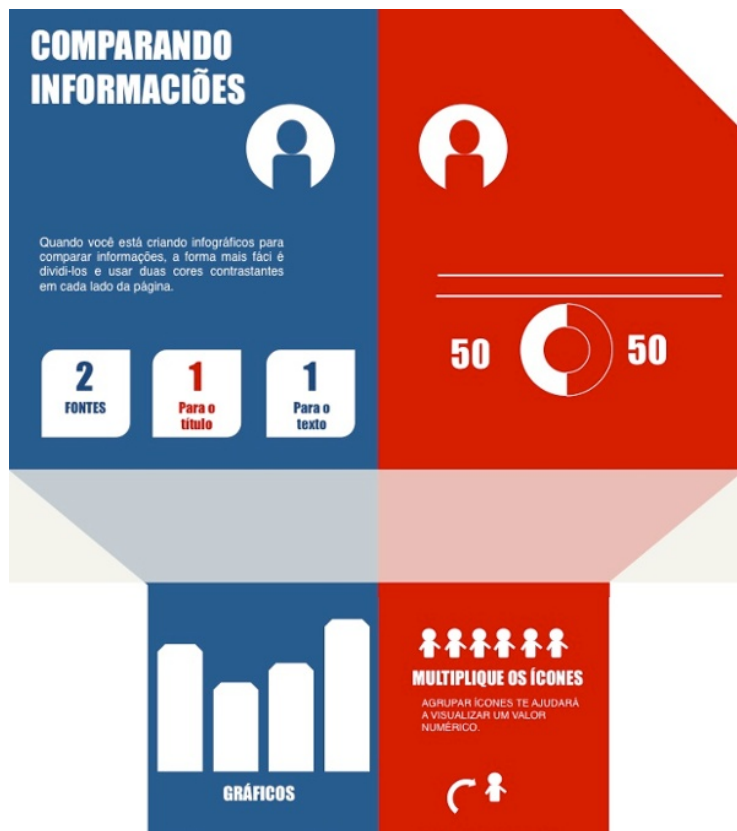 COMPARANDO
INFORMACIÕES
Quando você está criando infográficos para
comparar informações, a forma mais fáci é
dividi-los e usar duas cores contrastantes
em cada lado da página.
2
FONTES
1
Para o
título
1
Para o
texto
50
50
GRÁFICOS
MULTIPLIQUE OS ÍCONES
AGRUPAR ÍCONES TE AJUDARÁ
A VISUALIZAR UM VALOR
NUMÉRICO.